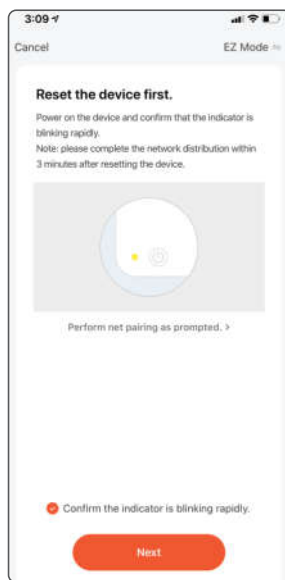 3:09
Cancel
EZ Mode
Reset the device first.
Power on the device and confirm that the indicator is
blinking rapidly.
Note: please complete the network distribution within
3 minutes after resetting the device.
Perform net pairing as prompted. >
Confirm the indicator is blinking rapidly.
Next